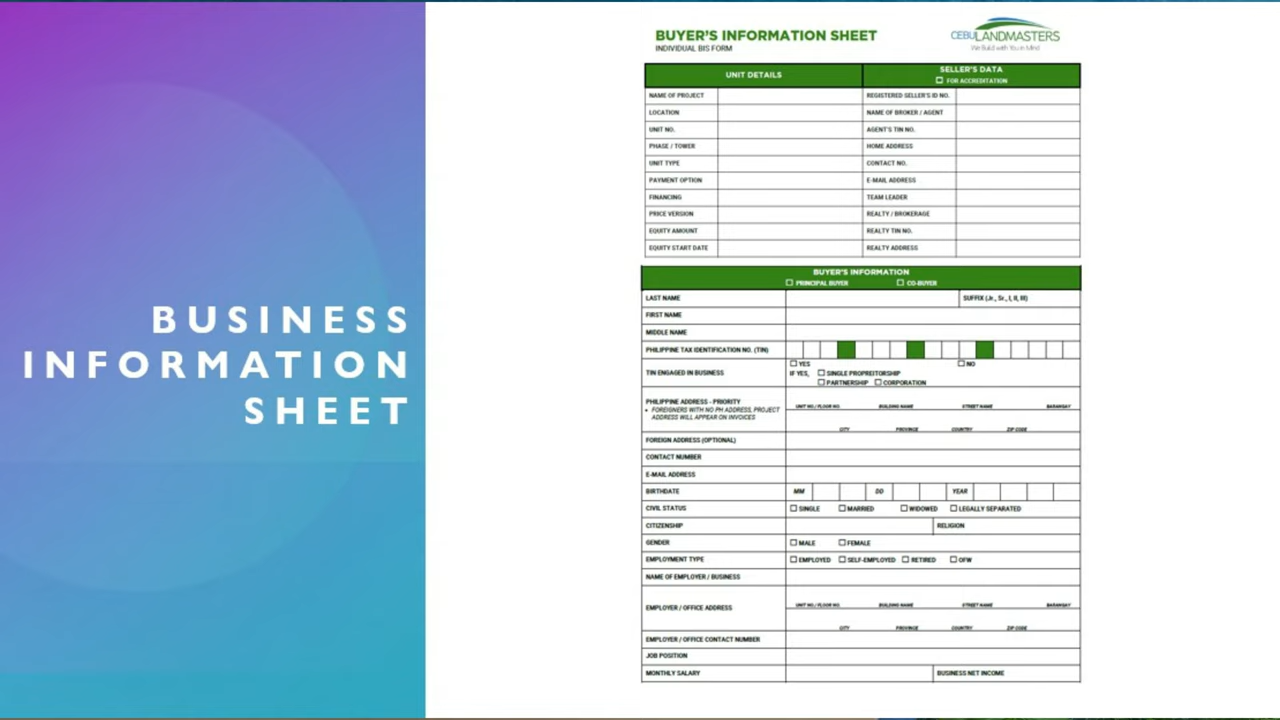 BUSINESS
INFORMATION
SHEET
BUYER'S INFORMATION SHEET
INDIVIDUAL BIS FORM
CEBULANDMASTERS
We Build with You in Mind
UNIT DETAILS
SELLER'S DATA
FOR ACCREDITATION
NAME OF PROJECT
REGISTERED SELLER'S ID NO.
LOCATION
NAME OF BROKER / AGENT
UNIT NO.
AGENT'S TIN NO.
PHASE / TOWER
HOME ADDRESS
UNIT TYPE
CONTACT NO.
PAYMENT OPTION
E-MAIL ADDRESS
FINANCING
TEAM LEADER
PRICE VERSION
REALTY / BROKERAGE
EQUITY AMOUNT
REALTY TIN NO.
EQUITY START DATE
REALTY ADDRESS
BUYER'S INFORMATION
PRINCIPAL BUYER CO-BUYER
LAST NAME
SUFFIX (Jr., Sr., I, II, III)
FIRST NAME
MIDDLE NAME
PHILIPPINE TAX IDENTIFICATION NO. (TIN)
TIN ENGAGED IN BUSINESS
YES NO
IF YES, SINGLE PROPREITORSHIP
PARTNERSHIP CORPORATION
PHILIPPINE ADDRESS - PRIORITY
• FOREIGNERS WITH NO PH ADDRESS, PROJECT
ADDRESS WILL APPEAR ON INVOICES
UNIT NO./ FLOOR NO. BUILDING NAME STREET NAME BARANGAY
CITY PROVINCE COUNTRY ZIP CODE
FOREIGN ADDRESS (OPTIONAL)
CONTACT NUMBER
E-MAIL ADDRESS
BIRTHDATE MM DD YEAR
CIVIL STATUS SINGLE MARRIED WIDOWED LEGALLY SEPARATED
CITIZENSHIP RELIGION
GENDER MALE FEMALE
EMPLOYMENT TYPE EMPLOYED SELF-EMPLOYED RETIRED OFW
NAME OF EMPLOYER / BUSINESS
EMPLOYER / OFFICE ADDRESS
UNIT NO./ FLOOR NO. BUILDING NAME STREET NAME BARANGAY
CITY PROVINCE COUNTRY ZIP CODE
EMPLOYER / OFFICE CONTACT NUMBER
JOB POSITION
MONTHLY SALARY BUSINESS NET INCOME